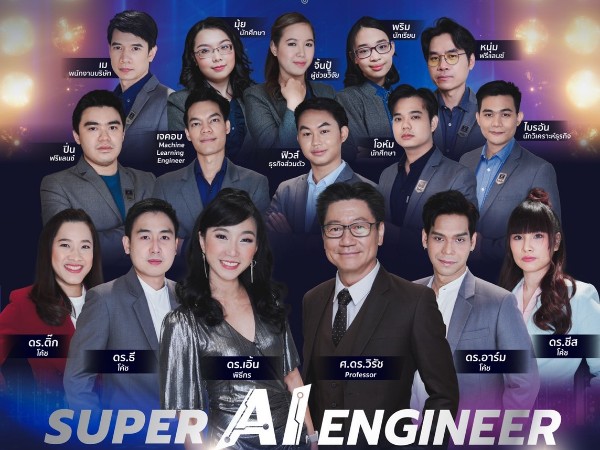 เม
พนักงานบริษัท
มุ้ย
นักศึกษา
จิ้นปู้
ผู้ช่วยวิจัย
พริม
นักเรียน
หนุ่ม
ฟรีแลนซ์
ปิ่น
ฟรีแลนซ์
เจคอบ
Machine
Learning
Engineer
ฟิวส์
ธุรกิจส่วนตัว
โอห์ม
นักศึกษา
ไบรอัน
นักวิเคราะห์ธุรกิจ
ดร.ติ๊ก
โค้ช
ดร.ธี
โค้ช
ดร.เอิ้น
พิธีกร
ศ.ดร.วิรัช
Professor
ดร.อาร์ม
โค้ช
ดร.ซีส
โค้ช
SUPER AI ENGINEER